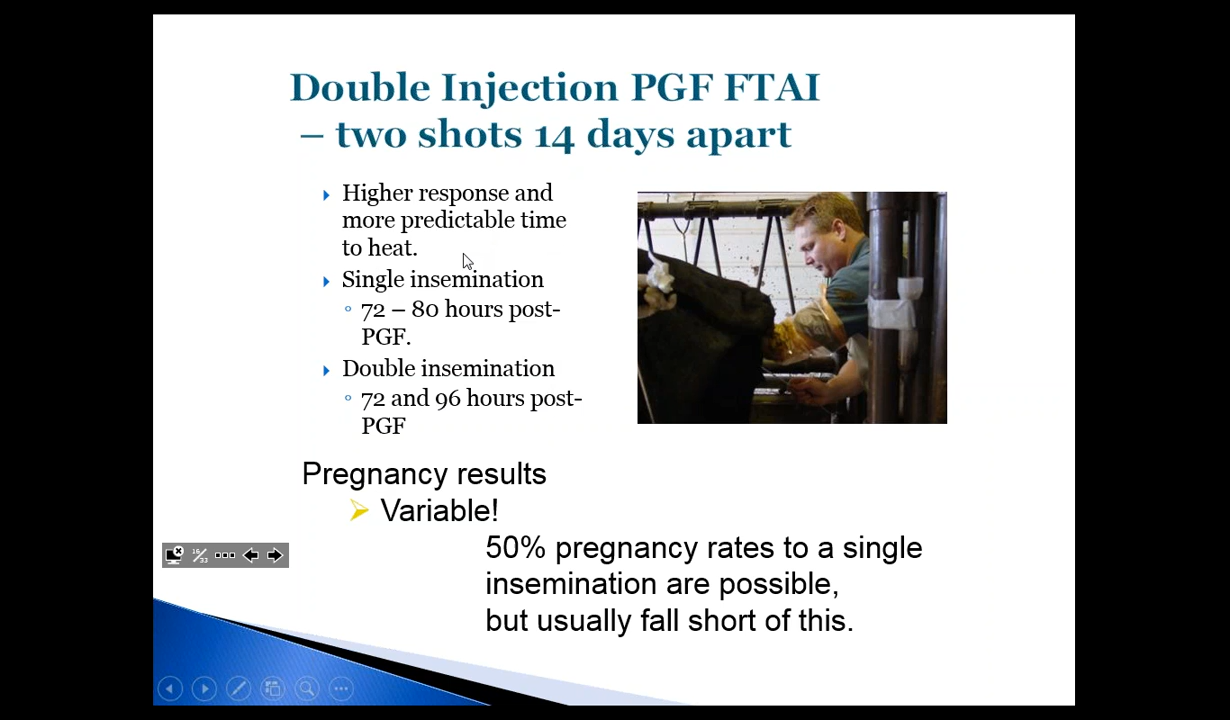 Double Injection PGF FTAI
– two shots 14 days apart
Higher response and
more predictable time
to heat.
Single insemination
72 – 80 hours post-
PGF.
Double insemination
72 and 96 hours post-
PGF
Pregnancy results
Variable!
50% pregnancy rates to a single
insemination are possible,
but usually fall short of this.
16/33